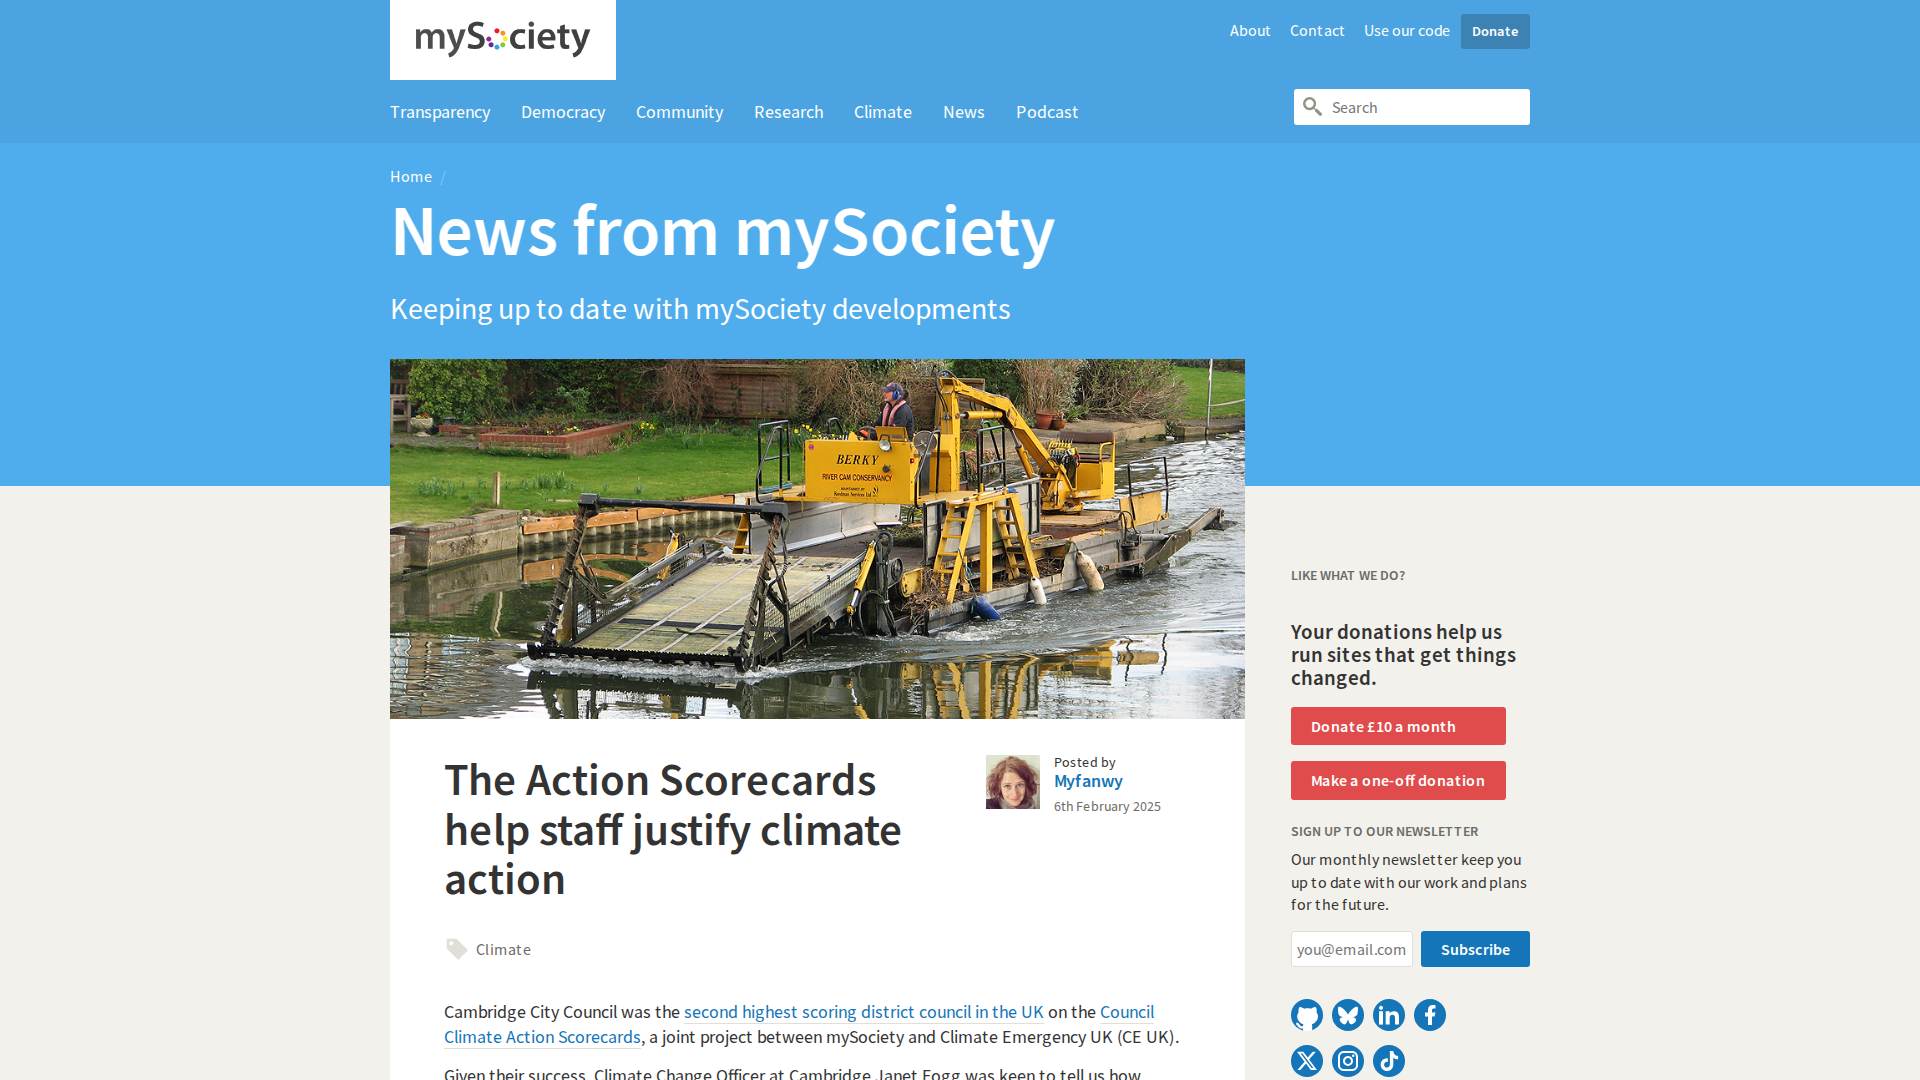 mySociety
About
Contact
Use our code
Donate
Transparency
Democracy
Community
Research
Climate
News
Podcast
Search
Home /
News from mySociety
Keeping up to date with mySociety developments
BERKY
RIVER CAM CONSERVANCY
The Action Scorecards
help staff justify climate
action
Posted by
Myfanwy
6th February 2025
Climate
Cambridge City Council was the second highest scoring district council in the UK on the Council
Climate Action Scorecards, a joint project between mySociety and Climate Emergency UK (CE UK).
Given their success, Climate Change Officer at Cambridge Janet Fogg was keen to tell us how
LIKE WHAT WE DO?
Your donations help us
run sites that get things
changed.
Donate £10 a month
Make a one-off donation
SIGN UP TO OUR NEWSLETTER
Our monthly newsletter keep you
up to date with our work and plans
for the future.
you@email.com
Subscribe